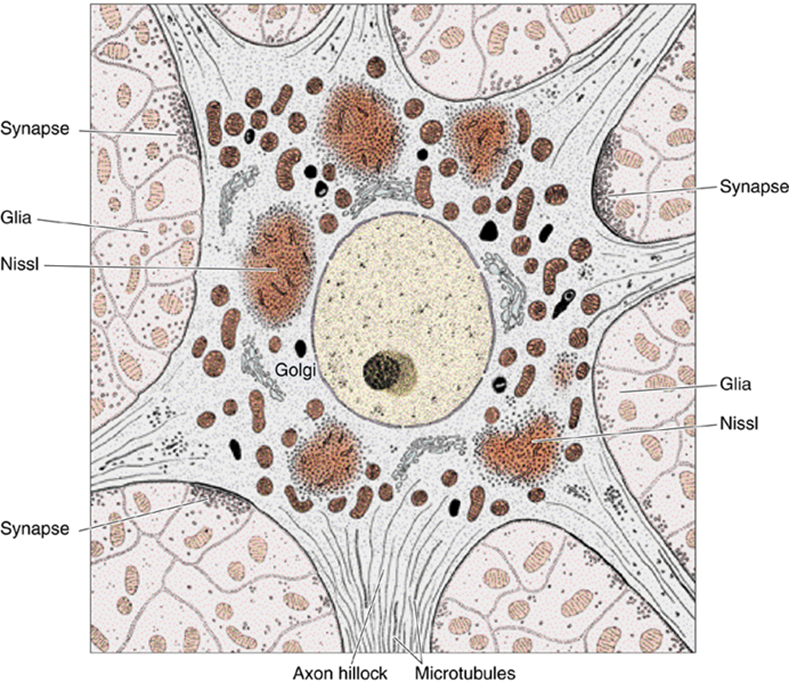 Synapse
Synapse
Glia
Nissl
Golgi
Glia
Nissl
Synapse
Axon hillock
Microtubules